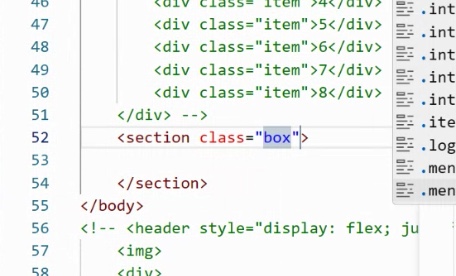 46 <div class="item">4</div>
47 <div class="item">5</div>
48 <div class="item">6</div>
49 <div class="item">7</div>
50 <div class="item">8</div>
51 </div> -->
52 <section class="box">
53
54 </section>
55 </body>
56 <!-- <header style="display: flex; ju
57 <img>
58 <div>
.int
.int
.int
.int
.int
.ite
.log
.men
.men